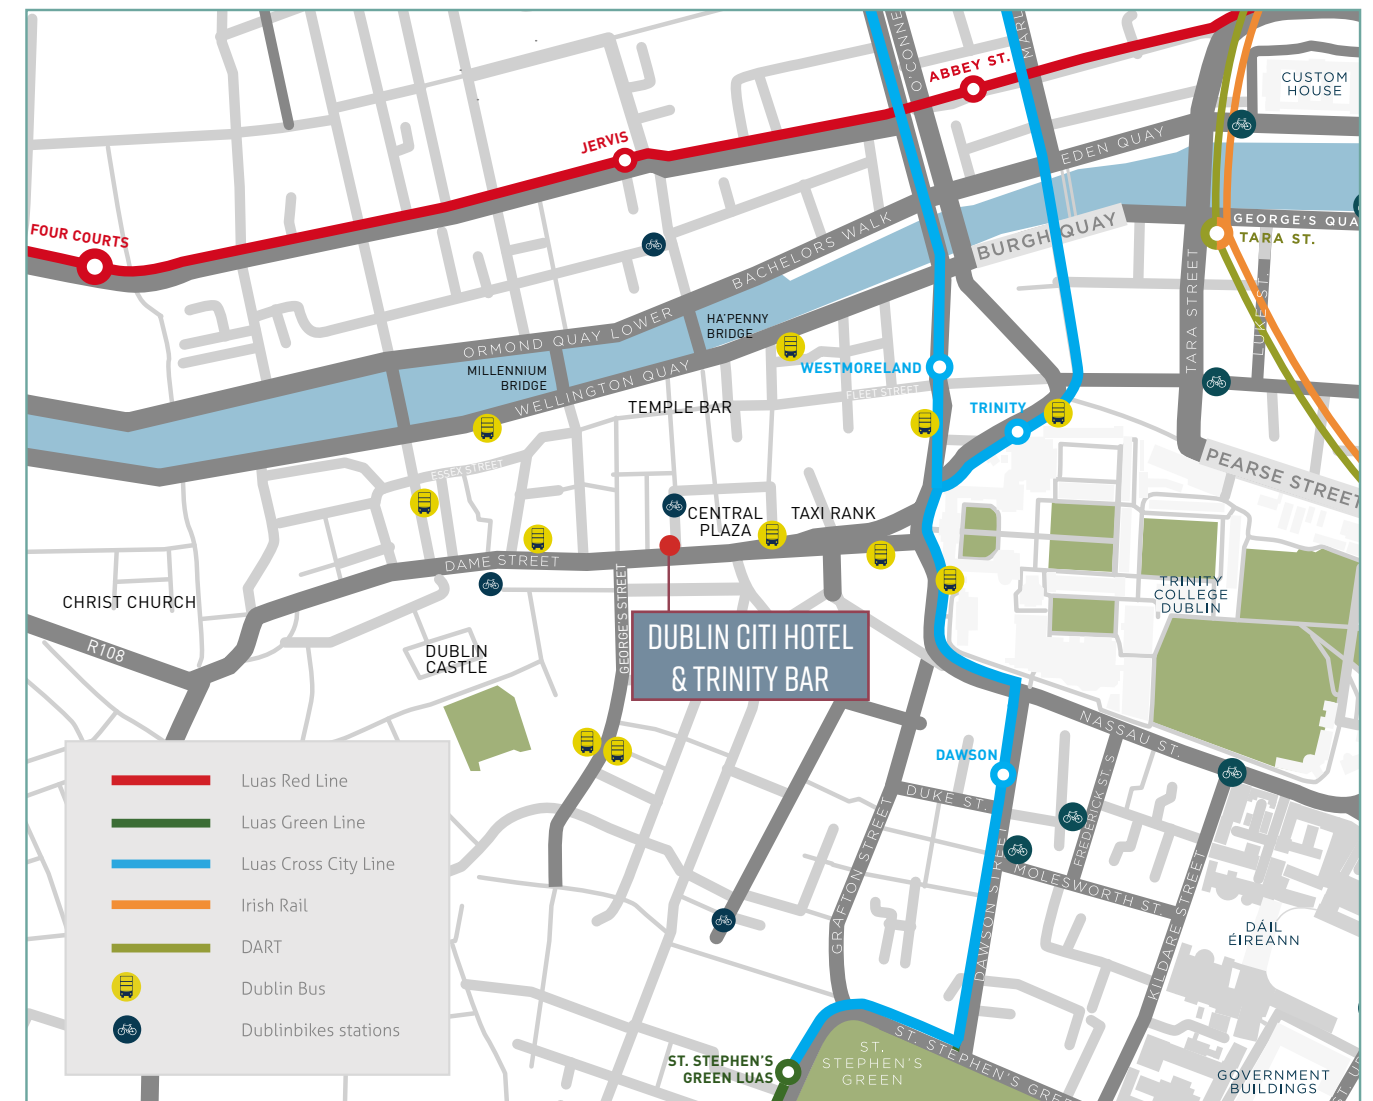 O'CONNE
MARL
ABBEY ST.
CUSTOM
HOUSE
JERVIS
EDEN QUAY
FOUR COURTS
BACHELORS WALK
BURGH QUAY
GEORGE'S QUA
TARA ST.
TARA STREET
LUKE ST.
HA'PENNY
BRIDGE
ORMOND QUAY LOWER
MILLENNIUM
BRIDGE
WELLINGTON QUAY
WESTMORELAND
FLEET STREET
TEMPLE BAR
TRINITY
PEARSE STREET
ESSEX STREET
CENTRAL
PLAZA
TAXI RANK
DAME STREET
CHRIST CHURCH
R108
GEORGE'S STREET
TRINITY
COLLEGE
DUBLIN
DUBLIN
CASTLE
DUBLIN CITI HOTEL
& TRINITY BAR
NASSAU ST.
DAWSON
DUKE ST.
FREDERICK ST S
GRAFTON STREET
DAWSON STREET
MOLESWORTH ST.
KILDARE STREET
DÁIL
ÉIREANN
Luas Red Line
Luas Green Line
Luas Cross City Line
Irish Rail
DART
Dublin Bus
Dublinbikes stations
ST. STEPHEN'S
GREEN LUAS
ST.
STEPHEN'S
GREEN
ST. STEPHEN'S GREE
GOVERNMENT
BUILDINGS
ST. U